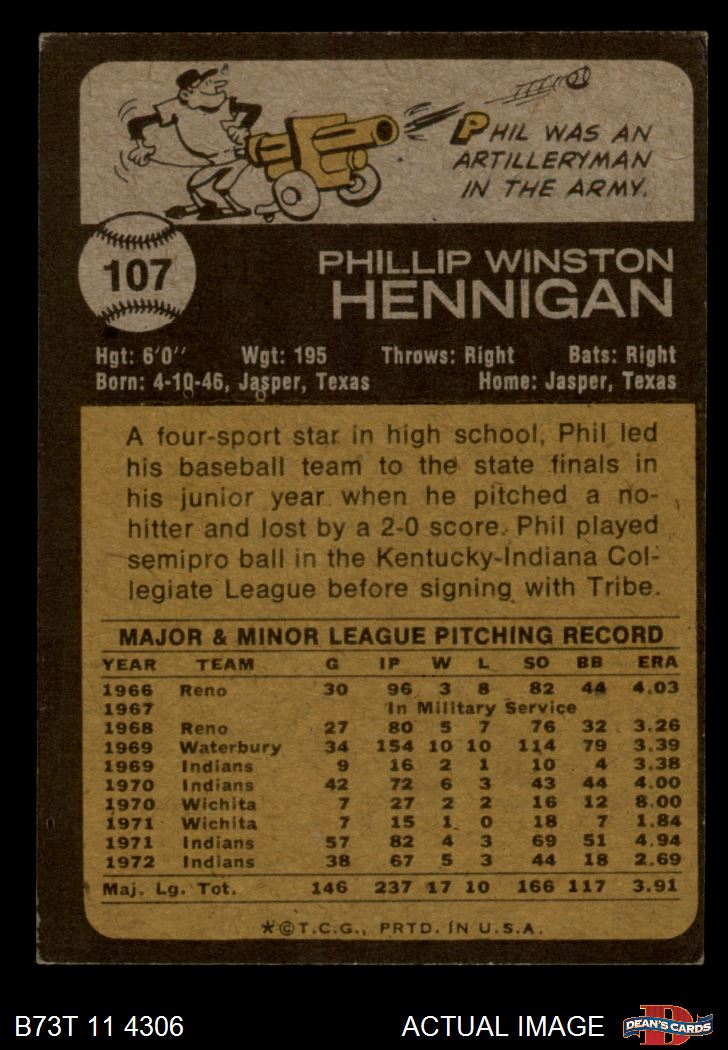 PHIL WAS AN
ARTILLERYMAN
IN THE ARMY.
107
PHILLIP WINSTON
HENNIGAN
Hgt: 6'0" Wgt: 195 Throws: Right Bats: Right
Born: 4-10-46, Jasper, Texas Home: Jasper, Texas
A four-sport star in high school, Phil led
his baseball team to the state finals in
his junior year when he pitched a no-
hitter and lost by a 2-0 score. Phil played
semipro ball in the Kentucky-Indiana Col-
legiate League before signing with Tribe.
MAJOR & MINOR LEAGUE PITCHING RECORD
YEAR TEAM G IP W L SO BB ERA
1966 Reno 30 96 3 8 82 44 4.03
1967 In Military Service
1968 Reno 27 80 5 7 76 32 3.26
1969 Waterbury 34 154 10 10 114 79 3.39
1969 Indians 9 16 2 1 10 4 3.38
1970 Indians 42 72 6 3 43 44 4.00
1970 Wichita 7 27 2 2 16 12 8.00
1971 Wichita 7 15 1 0 18 7 1.84
1971 Indians 57 82 4 3 69 51 4.94
1972 Indians 38 67 5 3 44 18 2.69
Maj. Lg. Tot. 146 237 17 10 166 117 3.91
*©T.C.G., PRTD. IN U.S.A.
B73T 11 4306 ACTUAL IMAGE D DEAN'S CARDS